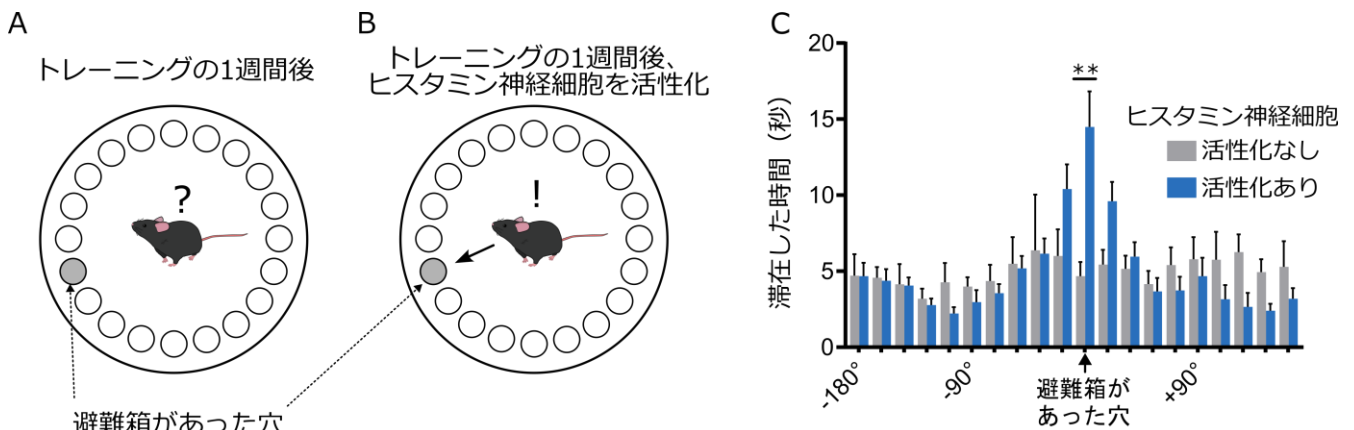 A
トレーニングの1週間後
?
B
トレーニングの1週間後、
ヒスタミン神経細胞を活性化
!
避難箱があった穴
C
滞在した時間（秒）
20
15
10
5
0
**
ヒスタミン神経細胞
活性化なし
活性化あり
-180°
-90°
+90°
避難箱が
あった穴